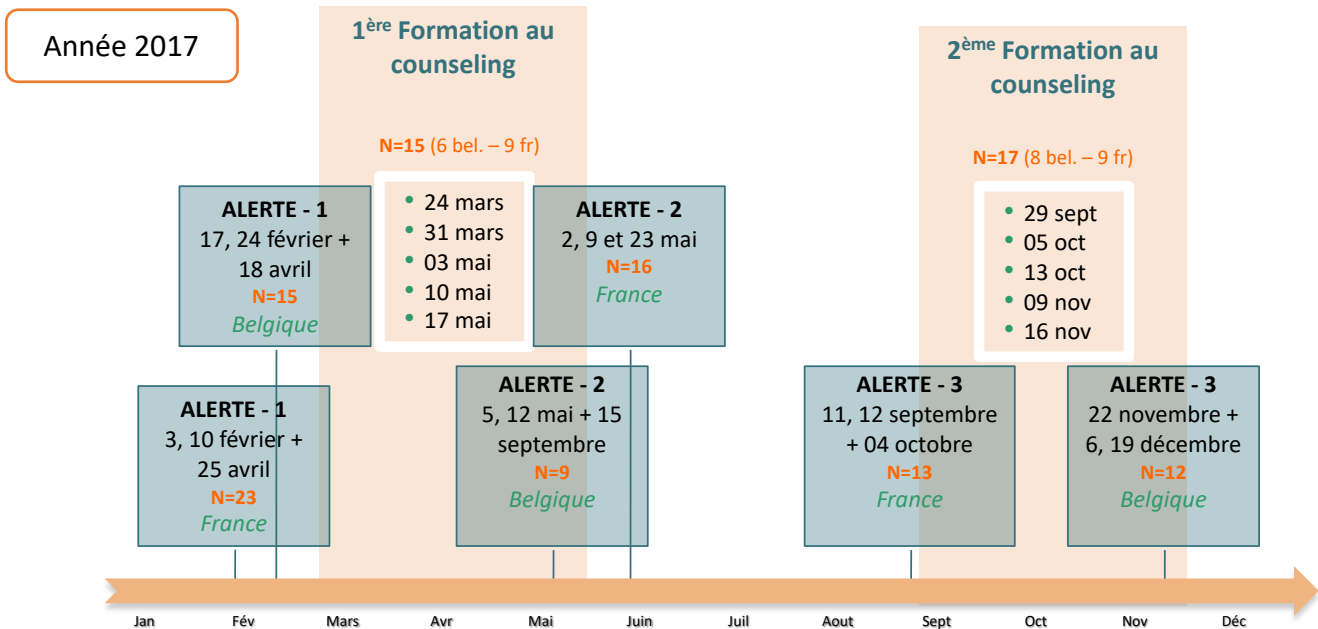 Année 2017
1ère Formation au
counseling
N=15 (6 bel. – 9 fr)
• 24 mars
• 31 mars
• 03 mai
• 10 mai
• 17 mai
2ème Formation au
counseling
N=17 (8 bel. – 9 fr)
• 29 sept
• 05 oct
• 13 oct
• 09 nov
• 16 nov
ALERTE - 1
17, 24 février +
18 avril
N=15
Belgique
ALERTE - 2
2, 9 et 23 mai
N=16
France
ALERTE - 1
3, 10 février +
25 avril
N=23
France
ALERTE - 2
5, 12 mai + 15
septembre
N=9
Belgique
ALERTE - 3
11, 12 septembre
+ 04 octobre
N=13
France
ALERTE - 3
22 novembre +
6, 19 décembre
N=12
Belgique
Jan Fév Mars Avr Mai Juin Juil Aout Sept Oct Nov Déc